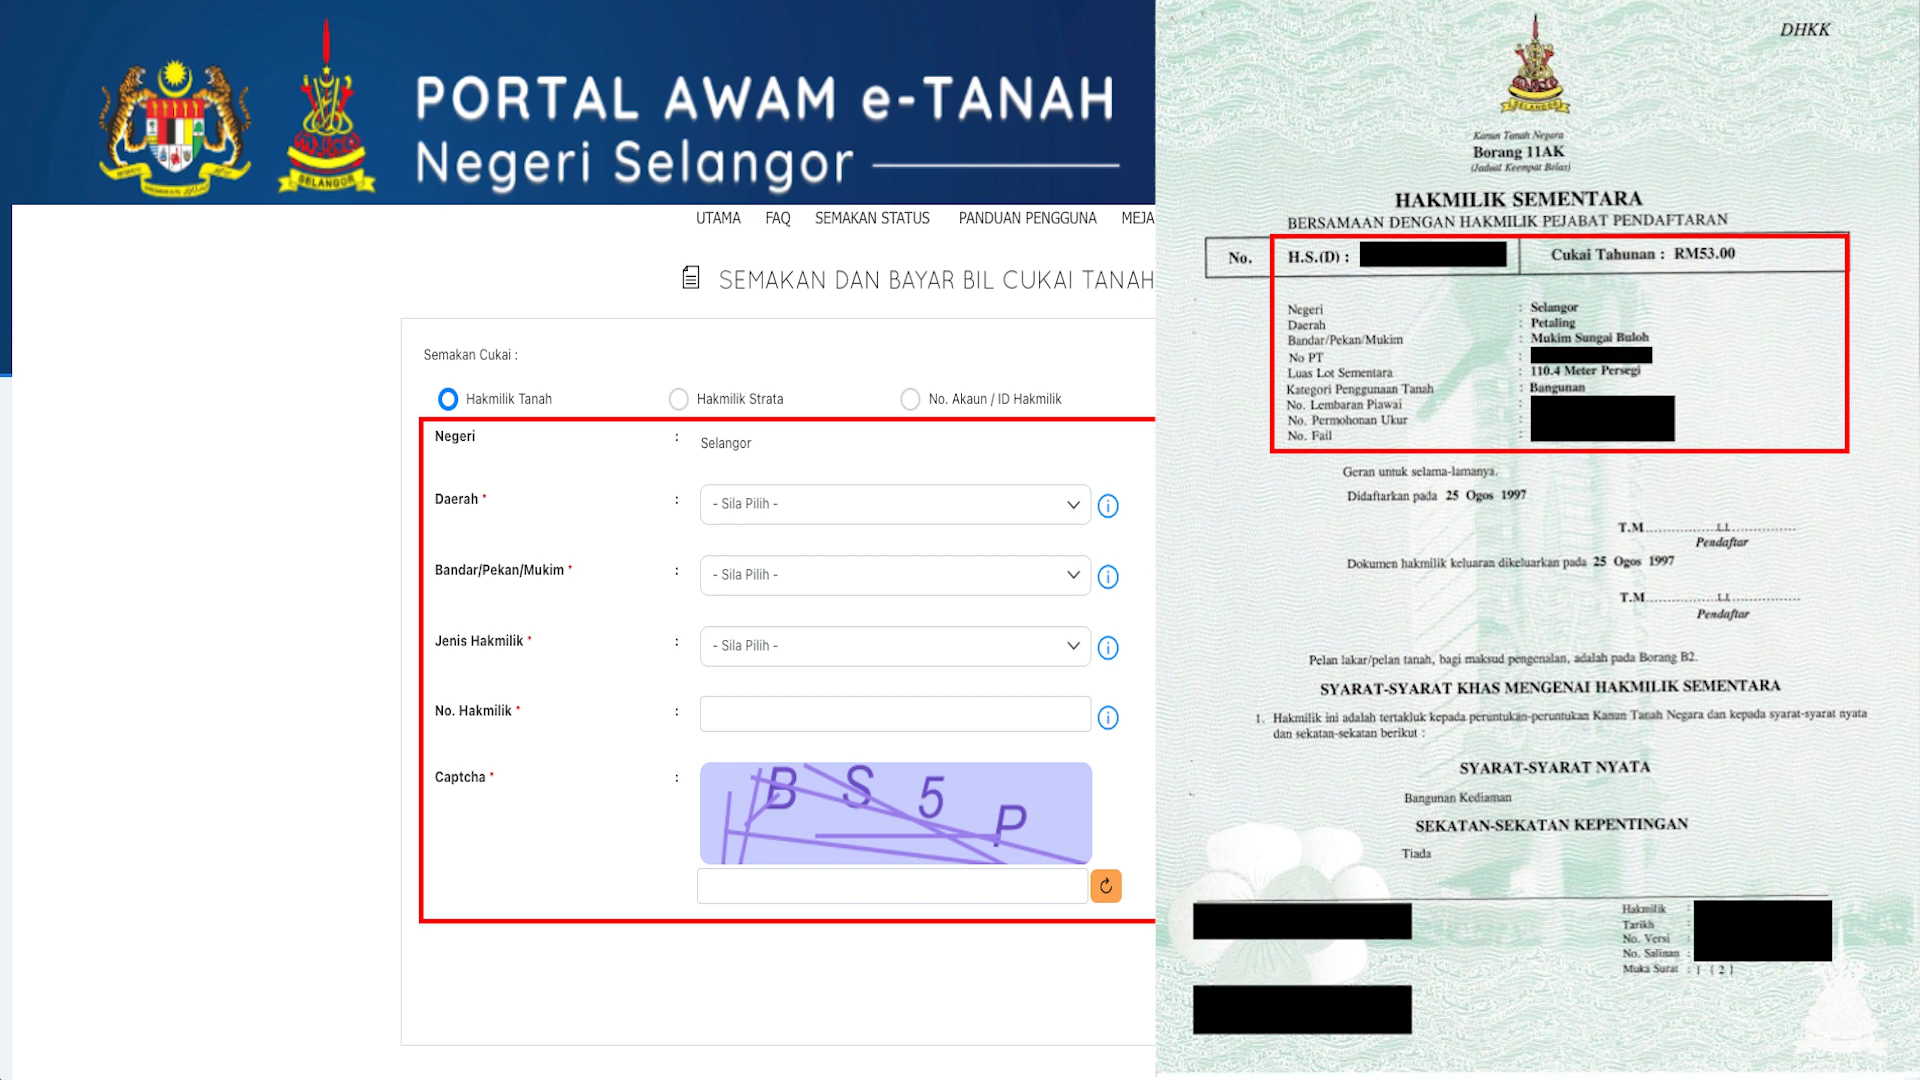 PORTAL AWAM e-TANAH
Negeri Selangor
SELANGOR
UTAMA FAQ SEMAKAN STATUS PANDUAN PENGGUNA MEJA
SEMAKAN DAN BAYAR BIL CUKAI TANAH
Semakan Cukai :
Hakmilik Tanah Hakmilik Strata No. Akaun / ID Hakmilik
Negeri : Selangor
Daerah * : - Sila Pilih -
Bandar/Pekan/Mukim * : - Sila Pilih -
Jenis Hakmilik * : - Sila Pilih -
No. Hakmilik * :
Captcha * :
B S 5 P
DHKK
SELANGOR
Kanun Tanah Negara
Borang 11AK
(Jadual Keempat Belas)
HAKMILIK SEMENTARA
BERSAMAAN DENGAN HAKMILIK PEJABAT PENDAFTARAN
No. H.S.(D) : Cukai Tahunan : RM53.00
Negeri : Selangor
Daerah : Petaling
Bandar/Pekan/Mukim : Mukim Sungai Buloh
No PT :
Luas Lot Sementara : 110.4 Meter Persegi
Kategori Penggunaan Tanah : Bangunan
No. Lembaran Piawai :
No. Permohonan Ukur :
No. Fail :
Geran untuk selama-lamanya.
Didaftarkan pada 25 Ogos 1997
T.M............t.t..............
Pendaftar
Dokumen hakmilik keluaran dikeluarkan pada 25 Ogos 1997
T.M............t.t..............
Pendaftar
Pelan lakar/pelan tanah, bagi maksud pengenalan, adalah pada Borang B2.
SYARAT-SYARAT KHAS MENGENAI HAKMILIK SEMENTARA
1. Hakmilik ini adalah tertakluk kepada peruntukan-peruntukan Kanun Tanah Negara dan kepada syarat-syarat nyata
dan sekatan-sekatan berikut :
SYARAT-SYARAT NYATA
Bangunan Kediaman
SEKATAN-SEKATAN KEPENTINGAN
Tiada
Hakmilik :
Tarikh :
No. Versi :
No. Salinan :
Muka Surat : 1 [ 2 ]